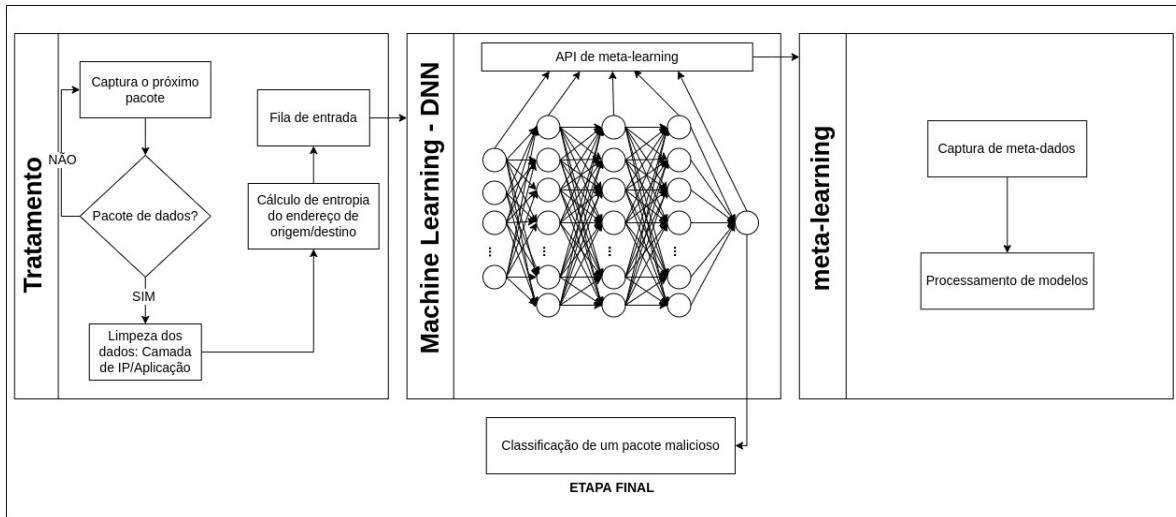 Tratamento
Captura o próximo
pacote
NÃO
Pacote de dados?
SIM
Limpeza dos
dados: Camada
de IP/Aplicação
Fila de entrada
Cálculo de entropia
do endereço de
origem/destino
Machine Learning - DNN
API de meta-learning
...
...
...
...
Classificação de um pacote malicioso
ETAPA FINAL
meta-learning
Captura de meta-dados
Processamento de modelos